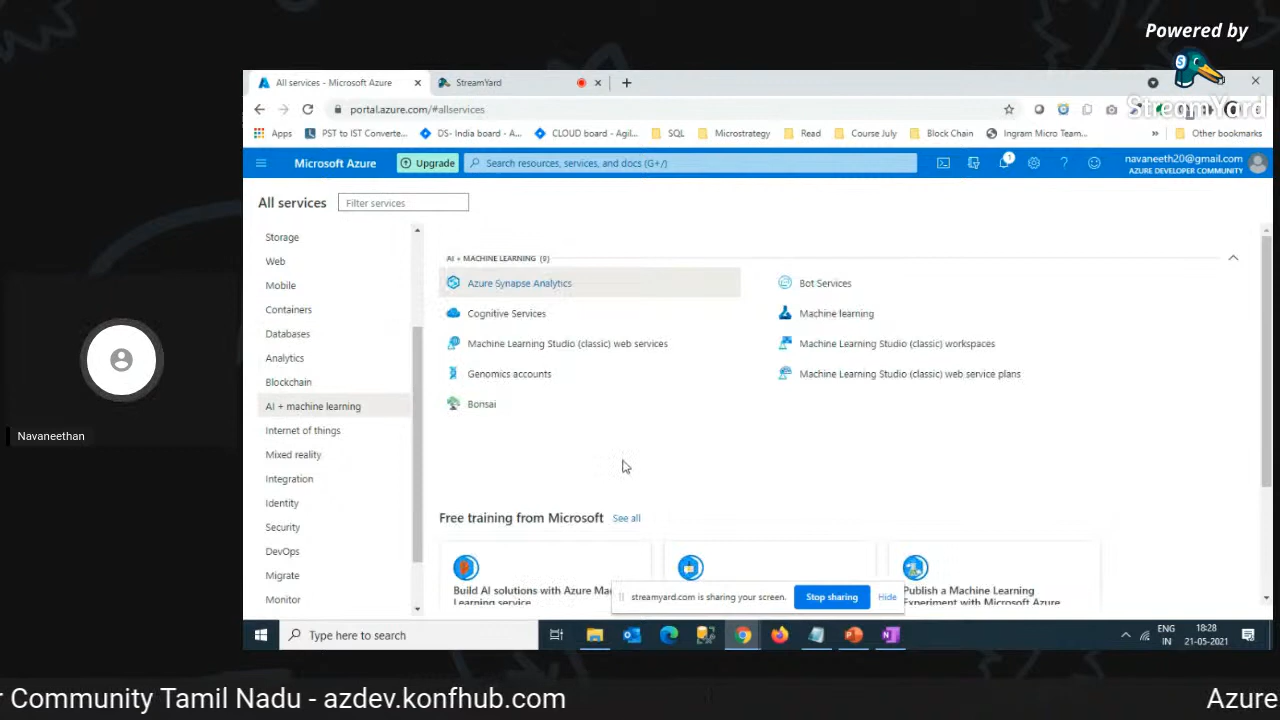 Powered by
StreamYard
All services - Microsoft Azure
StreamYard
portal.azure.com/#allservices
Apps
PST to IST Converte...
DS- India board - A...
CLOUD board - Agil...
SQL
Microstrategy
Read
Course July
Block Chain
Ingram Micro Team...
»
Other bookmarks
Microsoft Azure
Upgrade
Search resources, services, and docs (G+/)
1
navaneeth20@gmail.com
AZURE DEVELOPER COMMUNITY
All services
Filter services
Storage
Web
Mobile
Containers
Databases
Analytics
Blockchain
AI + machine learning
Internet of things
Mixed reality
Integration
Identity
Security
DevOps
Migrate
Monitor
AI + MACHINE LEARNING (9)
Azure Synapse Analytics
Bot Services
Cognitive Services
Machine learning
Machine Learning Studio (classic) web services
Machine Learning Studio (classic) workspaces
Genomics accounts
Machine Learning Studio (classic) web service plans
Bonsai
Free training from Microsoft
See all
Build AI solutions with Azure Mac
Learning service
Publish a Machine Learning
Experiment with Microsoft Azure
streamyard.com is sharing your screen.
Stop sharing
Hide
Navaneethan
Type here to search
ENG
IN
18:28
21-05-2021
r Community Tamil Nadu - azdev.konfhub.com
Azure